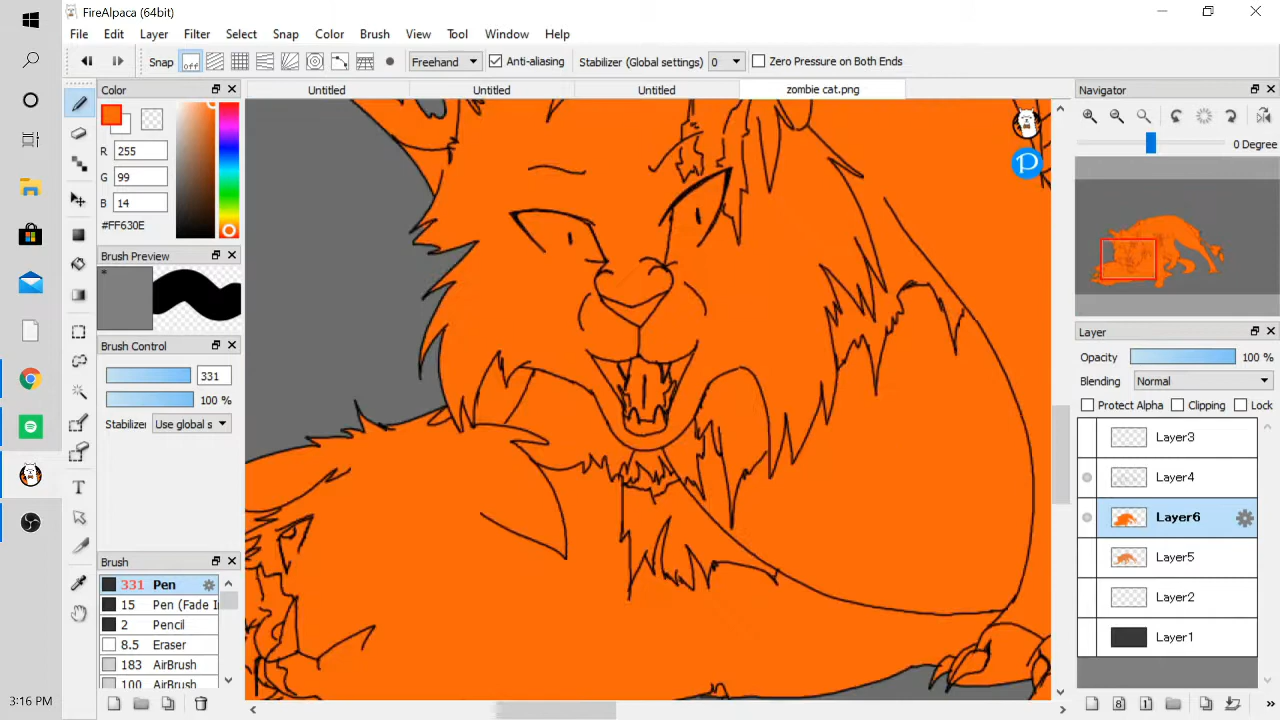 FireAlpaca (64bit)
File Edit Layer Filter Select Snap Color Brush View Tool Window Help
Snap off Freehand Anti-aliasing Stabilizer (Global settings) 0 Zero Pressure on Both Ends
Color
R 255
G 99
B 14
#FF630E
Brush Preview
Brush Control
331
100 %
Stabilizer Use global s
Brush
331 Pen
15 Pen (Fade In
2 Pencil
8.5 Eraser
183 AirBrush
100 AirBrush
Untitled Untitled Untitled zombie cat.png
P
Navigator
0 Degree
Layer
Opacity 100 %
Blending Normal
Protect Alpha Clipping Lock
Layer3
Layer4
Layer6
Layer5
Layer2
Layer1
8 1 »
T
3:16 PM